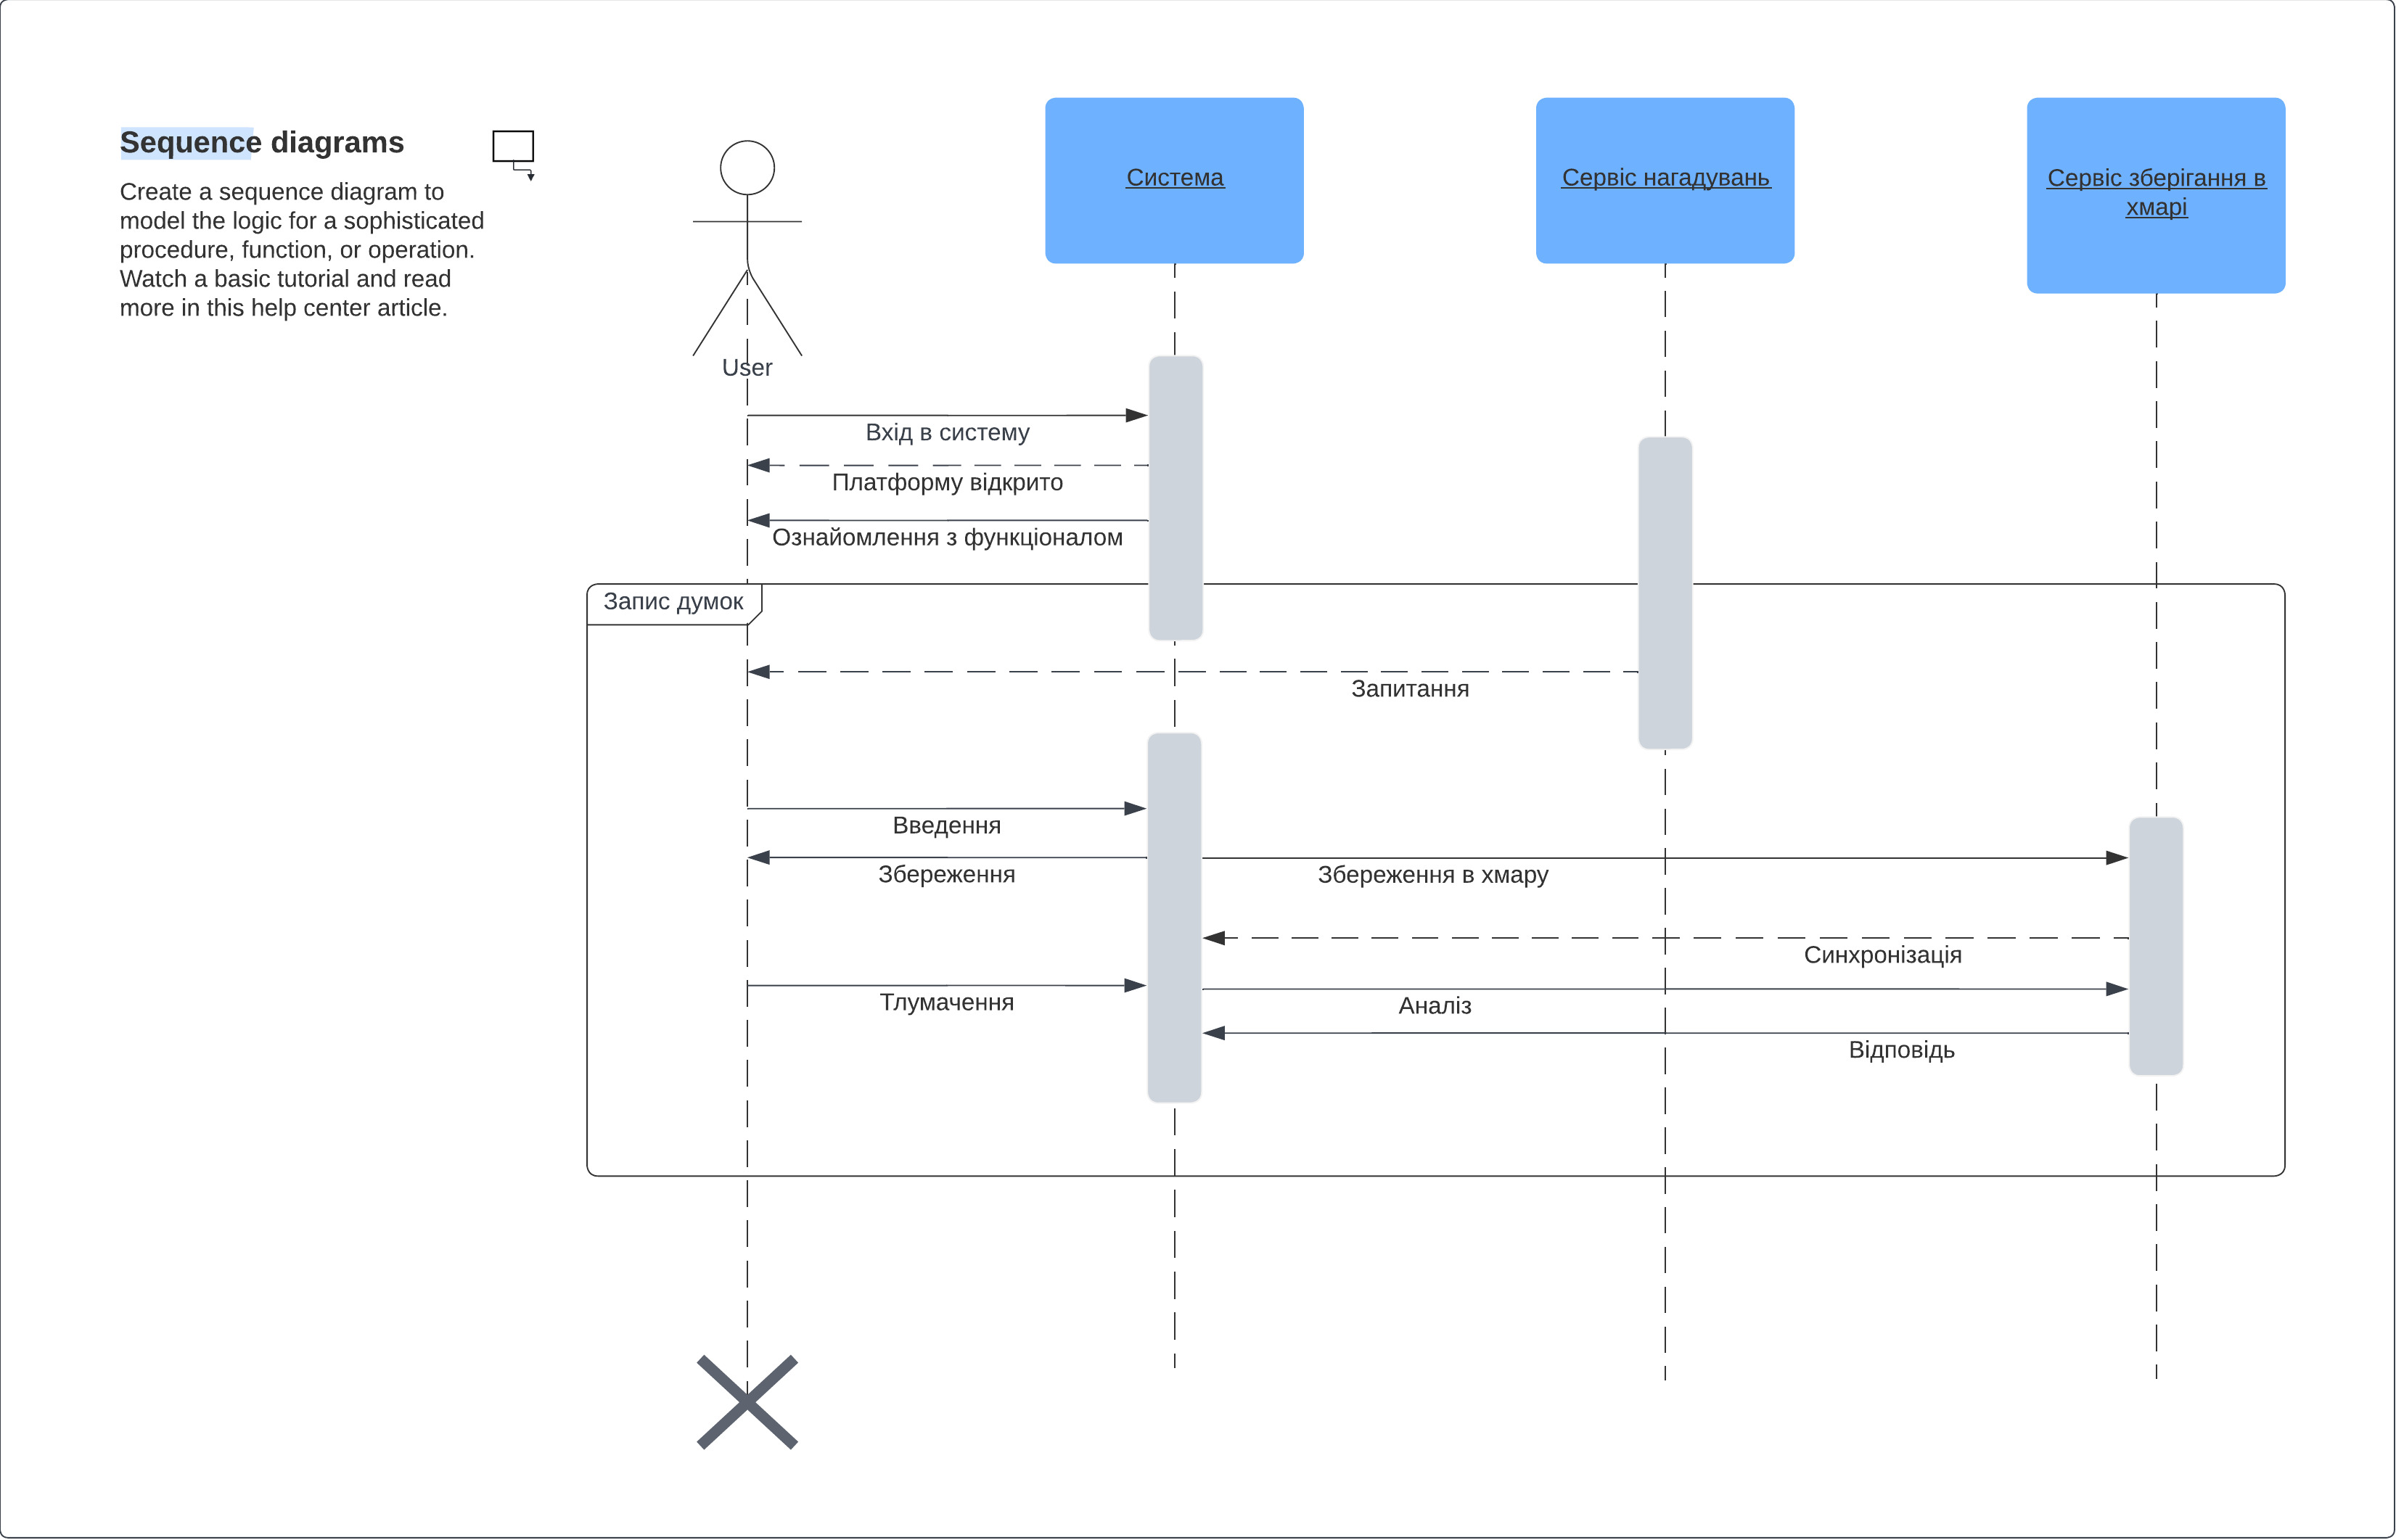 Sequence diagrams
Create a sequence diagram to
model the logic for a sophisticated
procedure, function, or operation.
Watch a basic tutorial and read
more in this help center article.
User
Система
Сервіс нагадувань
Сервіс зберігання в
хмарі
Вхід в систему
Платформу відкрито
Ознайомлення з функціоналом
Запис думок
Запитання
Введення
Збереження
Збереження в хмару
Синхронізація
Тлумачення
Аналіз
Відповідь